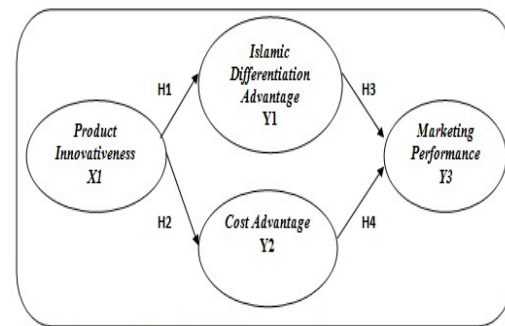 Islamic
Differentiation
Advantage
Y1
H1
H3
Product
Innovativeness
X1
Marketing
Performance
Y3
H2
Cost Advantage
Y2
H4